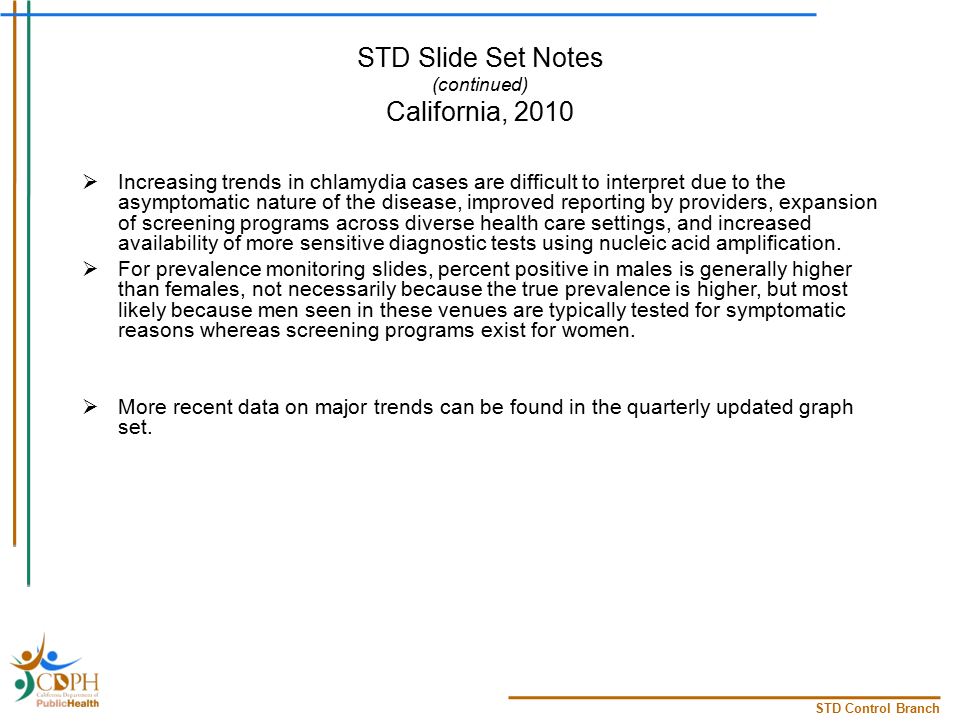 STD Slide Set Notes
(continued)
California, 2010
➢ Increasing trends in chlamydia cases are difficult to interpret due to the
asymptomatic nature of the disease, improved reporting by providers, expansion
of screening programs across diverse health care settings, and increased
availability of more sensitive diagnostic tests using nucleic acid amplification.
➢ For prevalence monitoring slides, percent positive in males is generally higher
than females, not necessarily because the true prevalence is higher, but most
likely because men seen in these venues are typically tested for symptomatic
reasons whereas screening programs exist for women.
➢ More recent data on major trends can be found in the quarterly updated graph
set.
CDPH
California Department of
PublicHealth
STD Control Branch